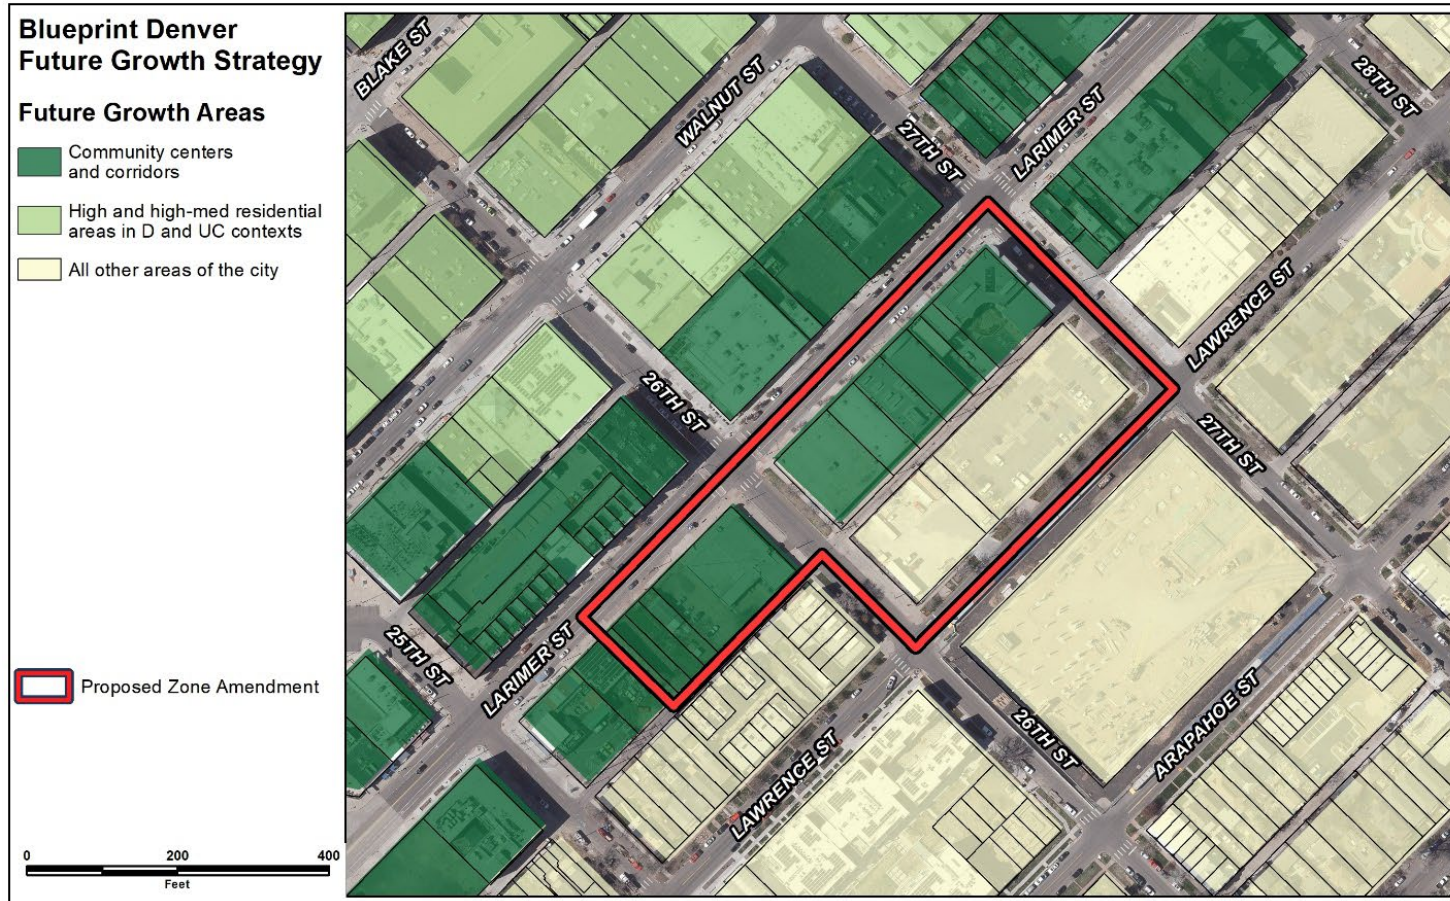 Blueprint Denver
Future Growth Strategy
Future Growth Areas
Community centers
and corridors
High and high-med residential
areas in D and UC contexts
All other areas of the city
Proposed Zone Amendment
0 200 400
Feet
BLAKE ST
WALNUT ST
27TH ST
LARIMER ST
28TH ST
26TH ST
LAWRENCE ST
27TH ST
25TH ST
LARIMER ST
LAWRENCE ST
26TH ST
ARAPAHOE ST